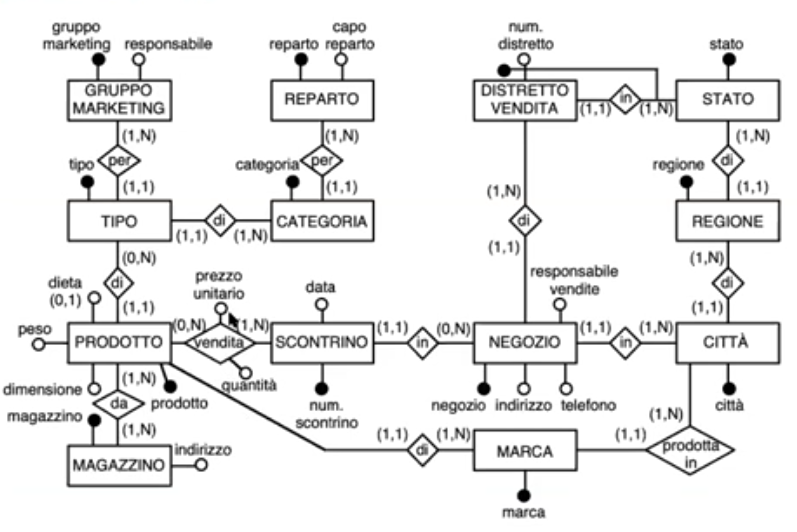 gruppo
marketing
responsabile
reparto
capo
reparto
num.
distretto
stato
GRUPPO
MARKETING
REPARTO
DISTRETTO
VENDITA
(1,1)
in
(1,N)
STATO
(1,N)
(1,N)
(1,N)
tipo
per
categoria
per
regione
di
(1,1)
(1,1)
(1,1)
(1,N)
TIPO
di
(1,1)
(1,N)
CATEGORIA
di
REGIONE
(0,N)
(1,1)
(1,N)
dieta
(0,1)
di
prezzo
unitario
data
responsabile
vendite
di
(1,1)
(1,1)
peso
PRODOTTO
(0,N)
vendita
(1,N)
SCONTRINO
(1,1)
in
(0,N)
NEGOZIO
(1,1)
in
(1,N)
CITTÀ
dimensione
(1,N)
quantità
magazzino
da
prodotto
num.
scontrino
negozio
indirizzo
telefono
città
(1,N)
(1,N)
MAGAZZINO
indirizzo
(1,1)
di
(1,N)
MARCA
(1,1)
prodotta
in
marca